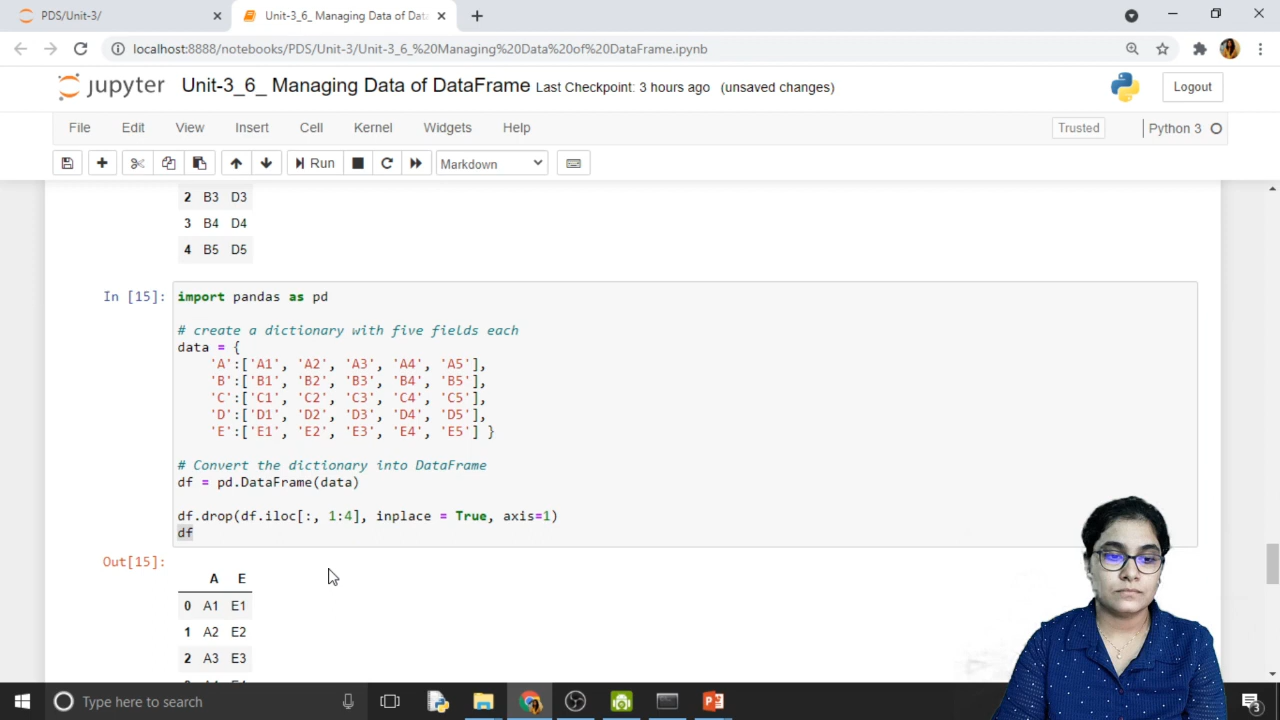 PDS/Unit-3/
Unit-3_6_ Managing Data of Dat
localhost:8888/notebooks/PDS/Unit-3/Unit-3_6_%20Managing%20Data%20of%20DataFrame.ipynb
jupyter Unit-3_6_ Managing Data of DataFrame Last Checkpoint: 3 hours ago (unsaved changes)
Logout
File Edit View Insert Cell Kernel Widgets Help
Trusted
Python 3
Run
Markdown
2 B3 D3
3 B4 D4
4 B5 D5
In [15]: import pandas as pd
# create a dictionary with five fields each
data = {
'A':['A1', 'A2', 'A3', 'A4', 'A5'],
'B':['B1', 'B2', 'B3', 'B4', 'B5'],
'C':['C1', 'C2', 'C3', 'C4', 'C5'],
'D':['D1', 'D2', 'D3', 'D4', 'D5'],
'E':['E1', 'E2', 'E3', 'E4', 'E5'] }
# Convert the dictionary into DataFrame
df = pd.DataFrame(data)
df.drop(df.iloc[:, 1:4], inplace = True, axis=1)
df
Out[15]:
A E
0 A1 E1
1 A2 E2
2 A3 E3
Type here to search
3